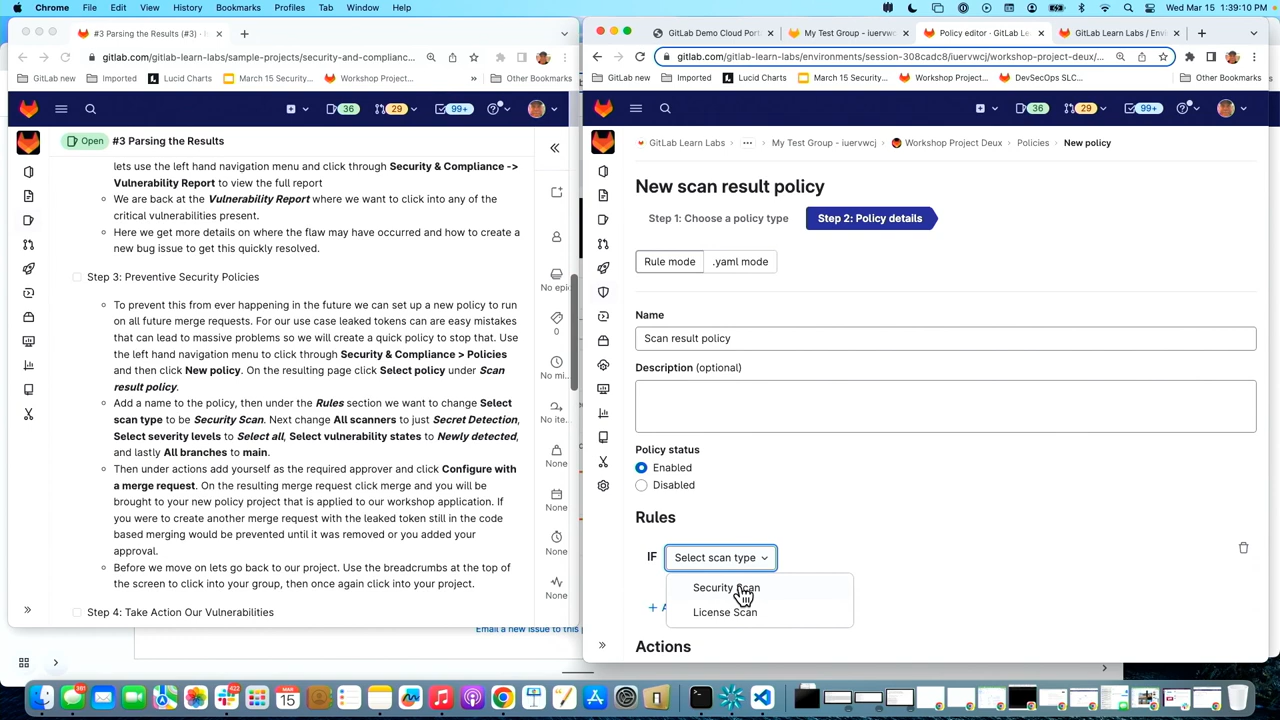 Chrome File Edit View History Bookmarks Profiles Tab Window Help
Wed Mar 15 1:39:10 PM
#3 Parsing the Results (#3) · I
gitlab.com/gitlab-learn-labs/sample-projects/security-and-complianc...
GitLab new Imported Lucid Charts March 15 Security... Workshop Project... » Other Bookmarks
36 29 99+
Open #3 Parsing the Results
lets use the left hand navigation menu and click through Security & Compliance ->
Vulnerability Report to view the full report
We are back at the Vulnerability Report where we want to click into any of the
critical vulnerabilities present.
Here we get more details on where the flaw may have occurred and how to create a
new bug issue to get this quickly resolved.
Step 3: Preventive Security Policies
To prevent this from ever happening in the future we can set up a new policy to run
on all future merge requests. For our use case leaked tokens can are easy mistakes
that can lead to massive problems so we will create a quick policy to stop that. Use
the left hand navigation menu to click through Security & Compliance > Policies
and then click New policy. On the resulting page click Select policy under Scan
result policy.
Add a name to the policy, then under the Rules section we want to change Select
scan type to be Security Scan. Next change All scanners to just Secret Detection,
Select severity levels to Select all, Select vulnerability states to Newly detected,
and lastly All branches to main.
Then under actions add yourself as the required approver and click Configure with
a merge request. On the resulting merge request click merge and you will be
brought to your new policy project that is applied to our workshop application. If
you were to create another merge request with the leaked token still in the code
based merging would be prevented until it was removed or you added your
approval.
Before we move on lets go back to our project. Use the breadcrumbs at the top of
the screen to click into your group, then once again click into your project.
Step 4: Take Action Our Vulnerabilities
No epi
0
No mi...
No ite...
None
None
None
None
Email a new issue to this
GitLab Demo Cloud Port
My Test Group - iuervwc
Policy editor · GitLab Le
GitLab Learn Labs / Envi
gitlab.com/gitlab-learn-labs/environments/session-308cadc8/iuervwcj/workshop-project-deux/...
GitLab new Imported Lucid Charts March 15 Security... Workshop Project... DevSecOps SLC... Other Bookmarks
36 29 99+
GitLab Learn Labs ··· My Test Group - iuervwcj Workshop Project Deux Policies New policy
New scan result policy
Step 1: Choose a policy type Step 2: Policy details
Rule mode .yaml mode
Name
Scan result policy
Description (optional)
Policy status
Enabled
Disabled
Rules
IF Select scan type
Security Scan
License Scan
+ A
Actions
361
422
MAR
15